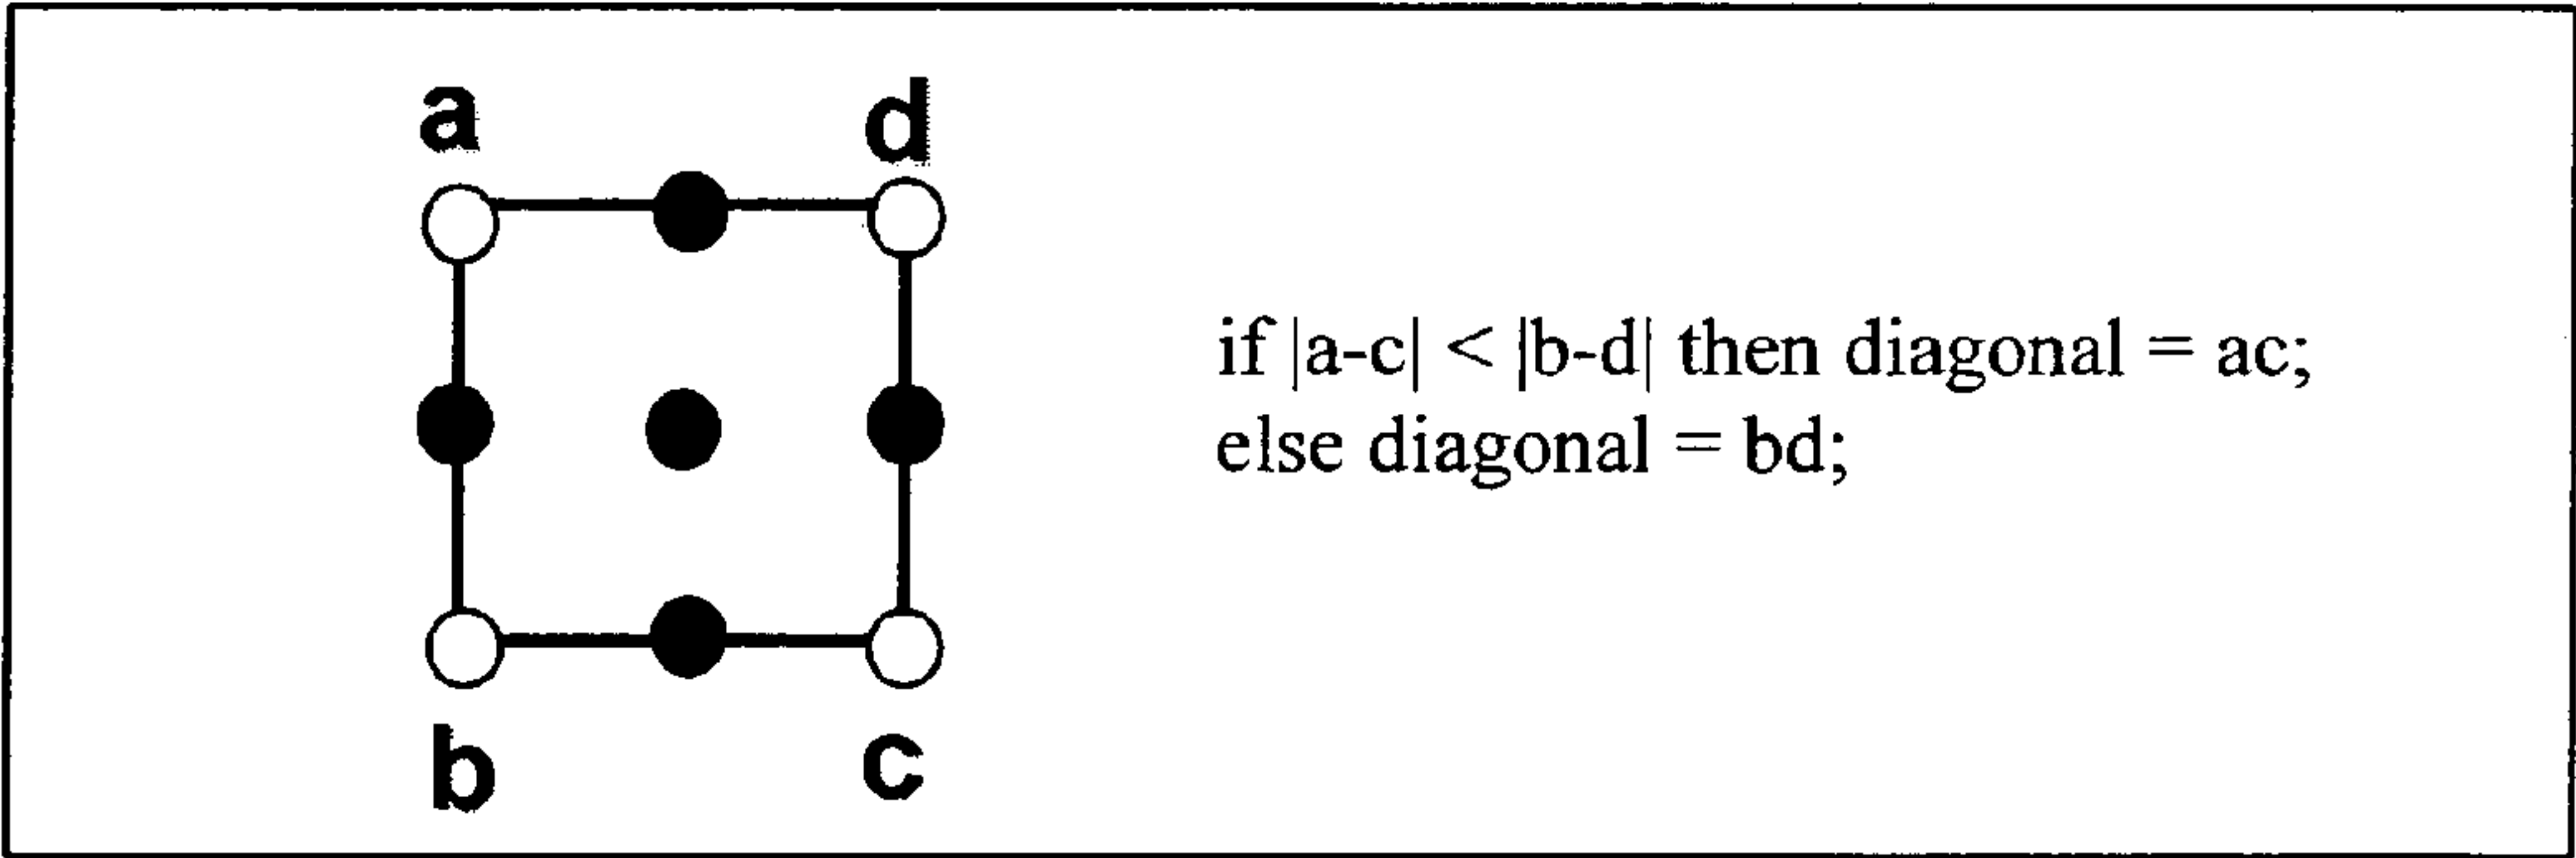 a d
if |a-c| < |b-d| then diagonal = ac;
else diagonal = bd;
b c